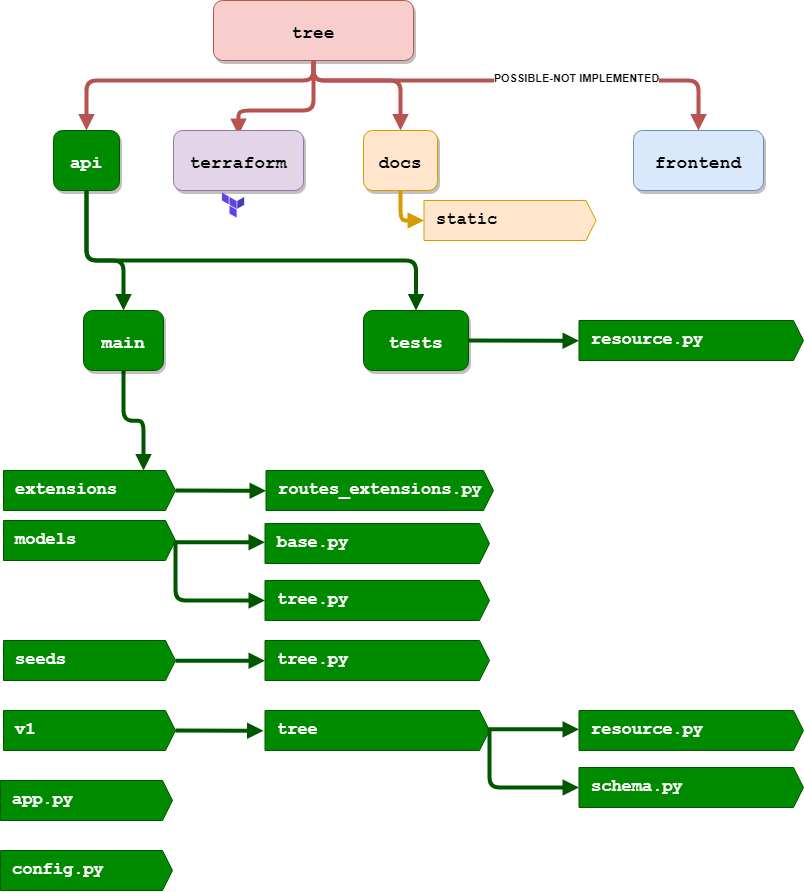 tree
POSSIBLE-NOT IMPLEMENTED
api
terraform
docs
frontend
static
main
tests
resource.py
extensions
routes_extensions.py
models
base.py
tree.py
seeds
tree.py
v1
tree
resource.py
schema.py
app.py
config.py